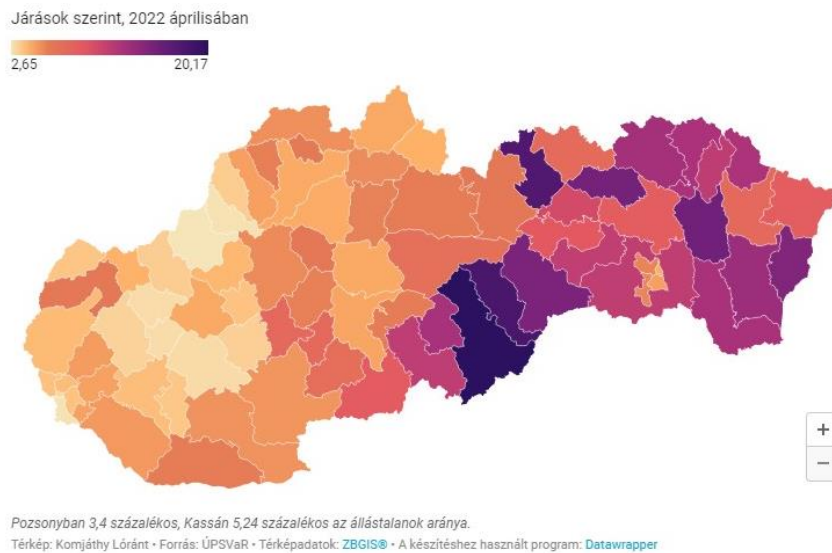 Járások szerint, 2022 áprilisában
2,65 20,17
+
−
Pozsonyban 3,4 százalékos, Kassán 5,24 százalékos az állástalanok aránya.
Térkép: Komjáthy Lóránt • Forrás: ÚPSVaR • Térképadatok: ZBGIS® • A készítéshez használt program: Datawrapper